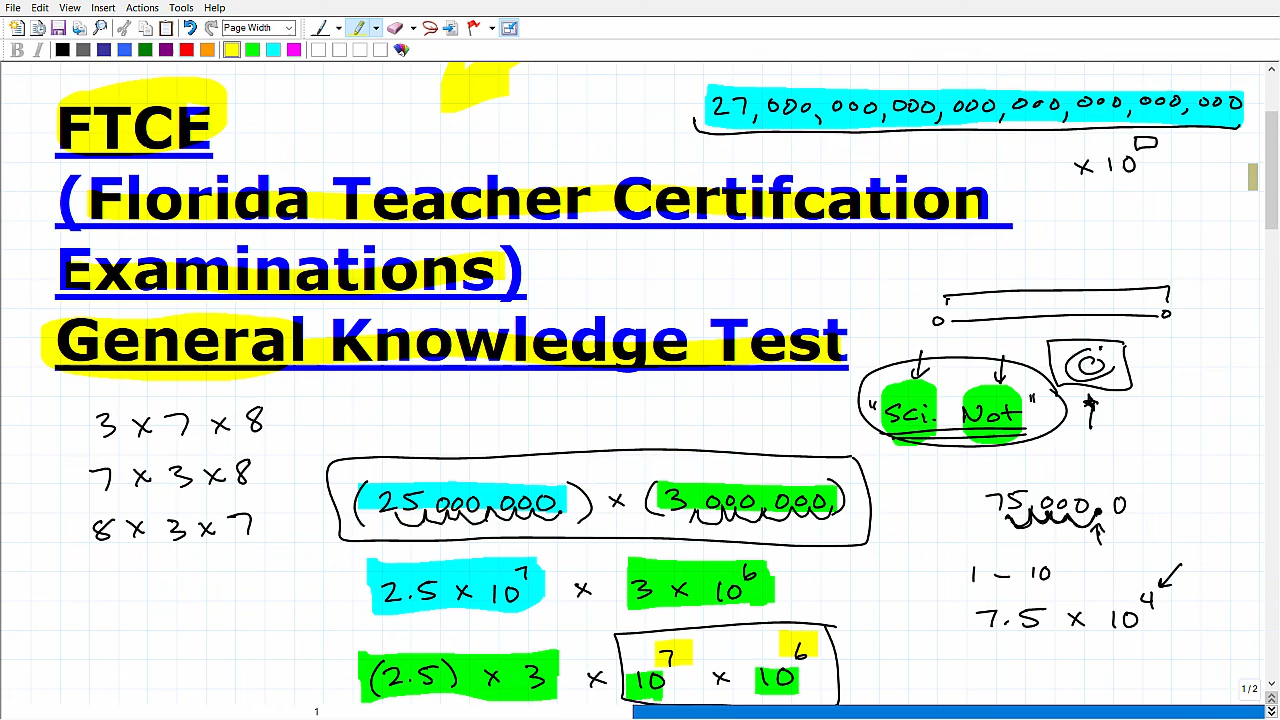 File Edit View Insert Actions Tools Help
Page Width
B I
27,000,000,000,000,000,000,000,000
x 10
FTCE
(Florida Teacher Certifcation
Examinations)
General Knowledge Test
"Sci. Not"
3 x 7 x 8
7 x 3 x 8
8 x 3 x 7
(25,000,000.) x (3,000,000.)
75,000.0
1 - 10
2.5 x 10^7 x 3 x 10^6
7.5 x 10^4
(2.5) x 3 x 10^7 x 10^6
1/2
1